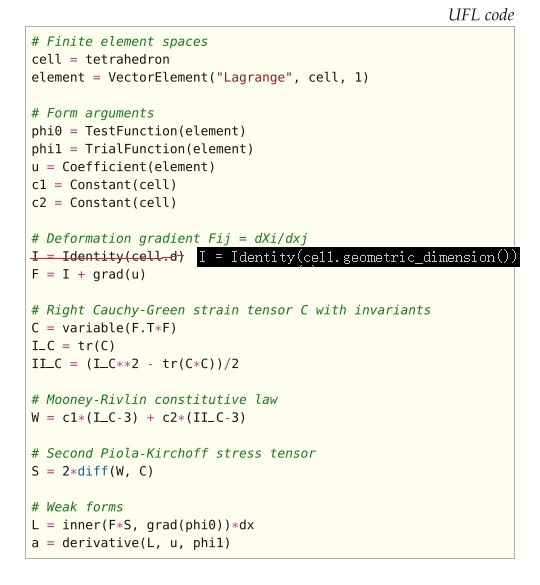 UFL code
# Finite element spaces
cell = tetrahedron
element = VectorElement("Lagrange", cell, 1)
# Form arguments
phi0 = TestFunction(element)
phi1 = TrialFunction(element)
u = Coefficient(element)
c1 = Constant(cell)
c2 = Constant(cell)
# Deformation gradient Fij = dXi/dxj
I = Identity(cell.d) I = Identity(cell.geometric_dimension())
F = I + grad(u)
# Right Cauchy-Green strain tensor C with invariants
C = variable(F.T*F)
I_C = tr(C)
II_C = (I_C**2 - tr(C*C))/2
# Mooney-Rivlin constitutive law
W = c1*(I_C-3) + c2*(II_C-3)
# Second Piola-Kirchoff stress tensor
S = 2*diff(W, C)
# Weak forms
L = inner(F*S, grad(phi0))*dx
a = derivative(L, u, phi1)